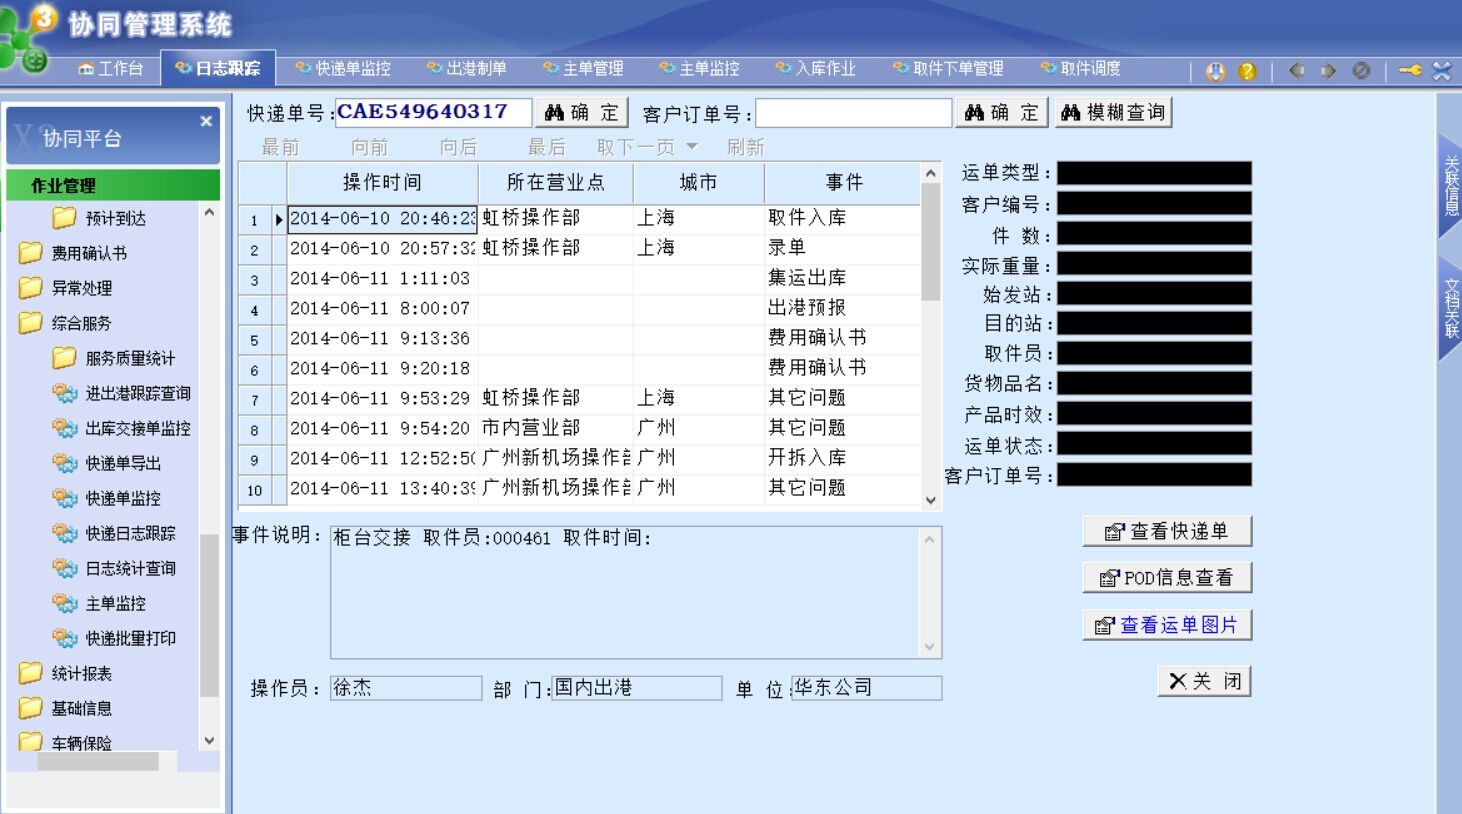 3 协同管理系统
工作台 日志跟踪 快递单监控 出港制单 主单管理 主单监控 入库作业 取件下单管理 取件调度
协同平台
作业管理
预计到达
费用确认书
异常处理
综合服务
服务质量统计
进出港跟踪查询
出库交接单监控
快递单导出
快递单监控
快递日志跟踪
日志统计查询
主单监控
快递批量打印
统计报表
基础信息
车辆保险
快递单号: CAE549640317 确 定 客户订单号: 确 定 模糊查询
最前 向前 向后 最后 取下一页 刷新
操作时间 所在营业点 城市 事件
1 2014-06-10 20:46:23 虹桥操作部 上海 取件入库
2 2014-06-10 20:57:32 虹桥操作部 上海 录单
3 2014-06-11 1:11:03 集运出库
4 2014-06-11 8:00:07 出港预报
5 2014-06-11 9:13:36 费用确认书
6 2014-06-11 9:20:18 费用确认书
7 2014-06-11 9:53:29 虹桥操作部 上海 其它问题
8 2014-06-11 9:54:20 市内营业部 广州 其它问题
9 2014-06-11 12:52:50 广州新机场操作部 广州 开拆入库
10 2014-06-11 13:40:39 广州新机场操作部 广州 其它问题
事件说明: 柜台交接 取件员:000461 取件时间:
操作员: 徐杰 部 门: 国内出港 单 位: 华东公司
运单类型:
客户编号:
件 数:
实际重量:
始发站:
目的站:
取件员:
货物品名:
产品时效:
运单状态:
客户订单号:
查看快递单
POD信息查看
查看运单图片
关 闭
关联信息
文档关联